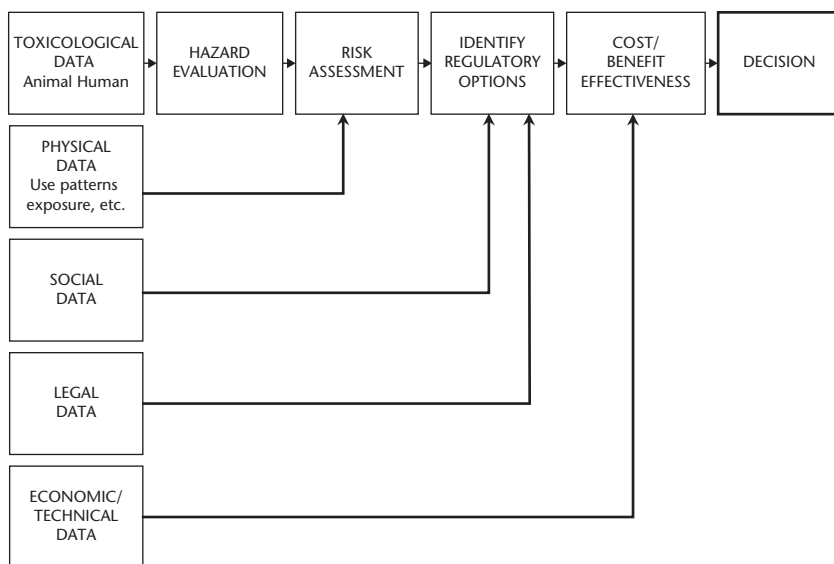 TOXICOLOGICAL
DATA
Animal Human
HAZARD
EVALUATION
RISK
ASSESSMENT
IDENTIFY
REGULATORY
OPTIONS
COST/
BENEFIT
EFFECTIVENESS
DECISION
PHYSICAL
DATA
Use patterns
exposure, etc.
SOCIAL
DATA
LEGAL
DATA
ECONOMIC/
TECHNICAL
DATA